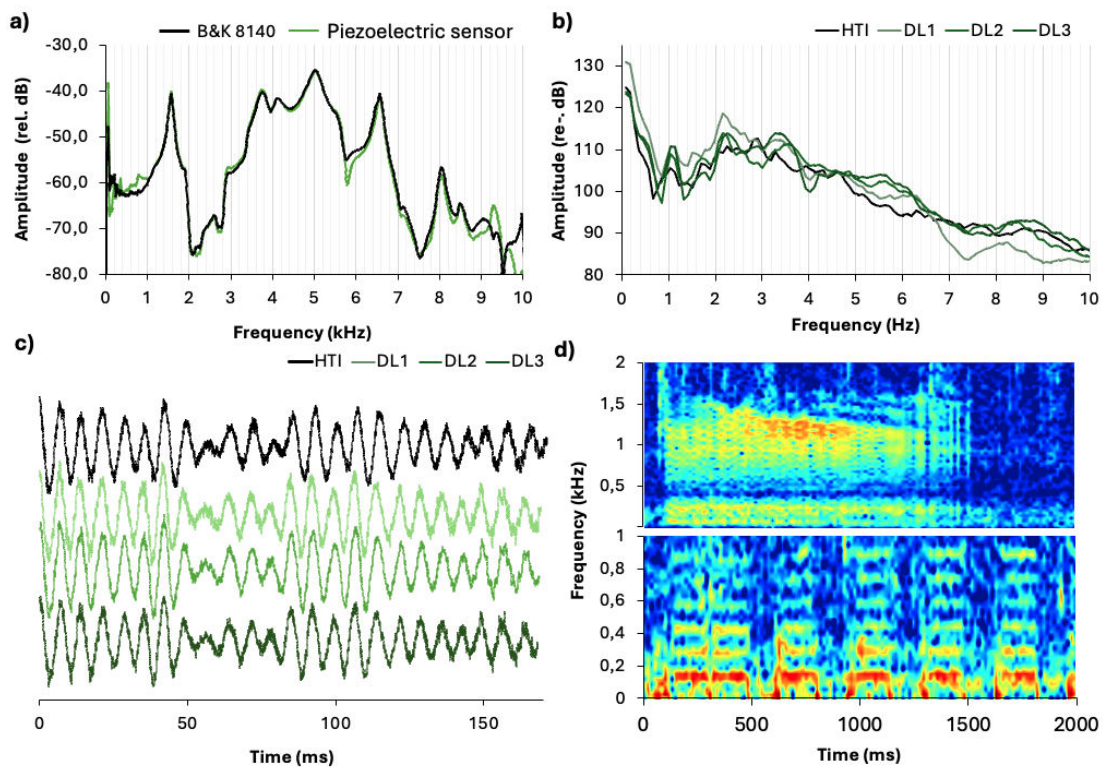 a)
B&K 8140 Piezoelectric sensor
Amplitude (rel. dB)
-30,0
-40,0
-50,0
-60,0
-70,0
-80,0
0 1 2 3 4 5 6 7 8 9 10
Frequency (kHz)
b)
HTI DL1 DL2 DL3
Amplitude (re-. dB)
130
120
110
100
90
80
0 1 2 3 4 5 6 7 8 9 10
Frequency (Hz)
c)
HTI DL1 DL2 DL3
0 50 100 150
Time (ms)
d)
Frequency (kHz)
2
1,5
1
0,5
1
0,8
0,6
0,4
0,2
0
0 500 1000 1500 2000
Time (ms)